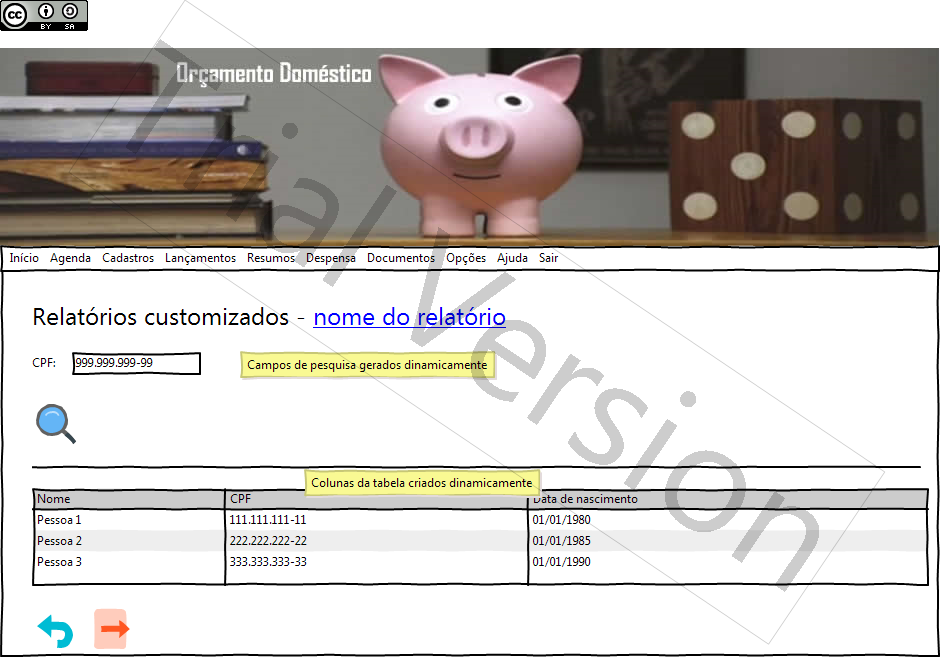 cc BY SA
Orçamento Doméstico
Início Agenda Cadastros Lançamentos Resumos Despensa Documentos Opções Ajuda Sair
Relatórios customizados - nome do relatório
CPF: 999.999.999-99 Campos de pesquisa gerados dinamicamente
Colunas da tabela criados dinamicamente
Nome CPF Data de nascimento
Pessoa 1 111.111.111-11 01/01/1980
Pessoa 2 222.222.222-22 01/01/1985
Pessoa 3 333.333.333-33 01/01/1990
Trial Version